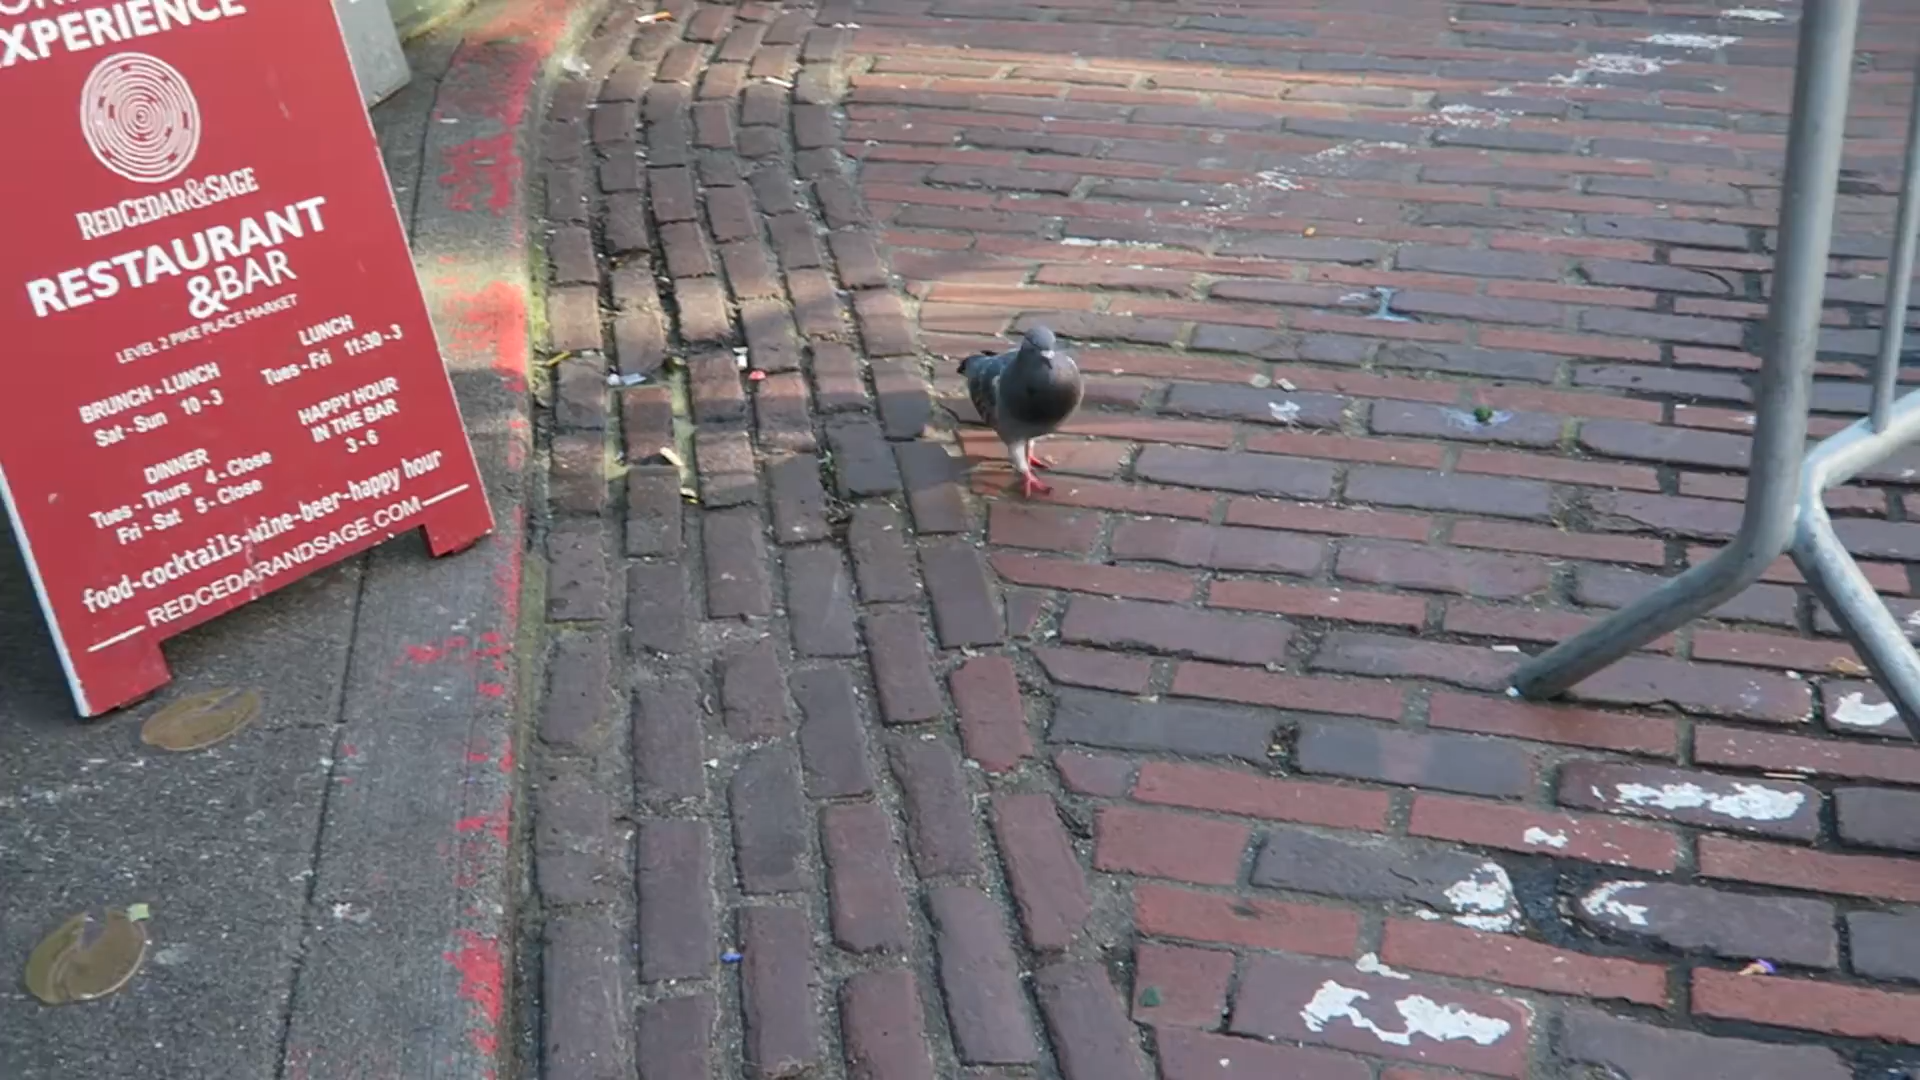 EXPERIENCE
REDCEDAR&SAGE
RESTAURANT
&BAR
LEVEL 2 PIKE PLACE MARKET
BRUNCH - LUNCH
Sat - Sun 10 - 3
LUNCH
Tues - Fri 11:30 - 3
DINNER
Tues - Thurs 4 - Close
Fri - Sat 5 - Close
HAPPY HOUR
IN THE BAR
3 - 6
food-cocktails-wine-beer-happy hour
REDCEDARANDSAGE.COM